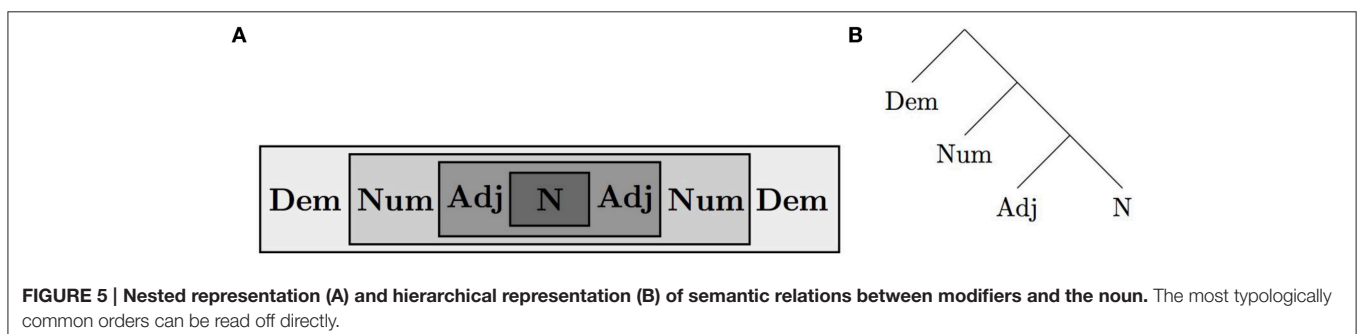 A
B
Dem
Num
Adj
N
Dem Num Adj N Adj Num Dem
FIGURE 5 | Nested representation (A) and hierarchical representation (B) of semantic relations between modifiers and the noun. The most typologically
common orders can be read off directly.